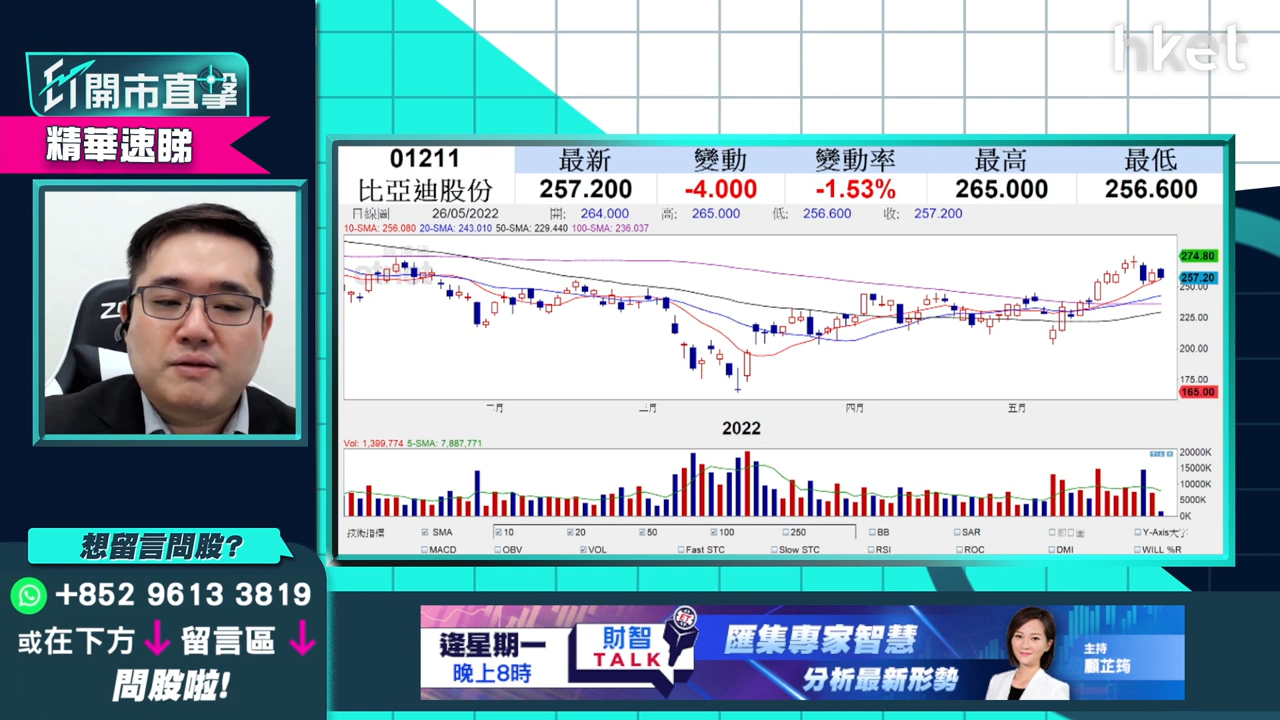 hket
ET開市直擊
精華速睇
01211
比亞迪股份
最新 變動 變動率 最高 最低
257.200 -4.000 -1.53% 265.000 256.600
日線圖 26/05/2022 開: 264.000 高: 265.000 低: 256.600 收: 257.200
10-SMA: 256.080 20-SMA: 243.010 50-SMA: 229.440 100-SMA: 236.037
274.80
257.20
250.00
225.00
200.00
175.00
165.00
二月 三月 四月 五月
2022
Vol: 1,399,774 5-SMA: 7,887,771
20000K
15000K
10000K
5000K
0K
技術指標 SMA 10 20 50 100 250 BB SAR Y-Axis大
MACD OBV VOL Fast STC Slow STC RSI ROC DMI WILL %R
想留言問股?
+852 9613 3819
或在下方 留言區
問股啦!
逢星期一
晚上8時
財智
TALK
匯集專家智慧
分析最新形勢
主持
顧芷筠